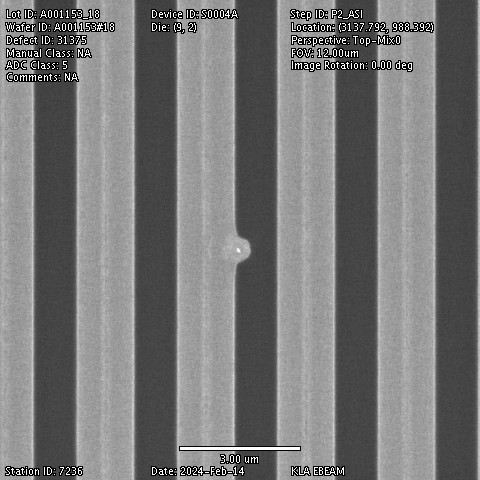 Lot ID: A001153_18
Wafer ID: A001153#18
Defect ID: 31375
Manual Class: NA
ADC Class: 5
Comments: NA
Device ID: S0004A
Die: (9, 2)
Step ID: P2_ASI
Location: (3137.792, 988.392)
Perspective: Top-Mix0
FOV: 12.00um
Image Rotation: 0.00 deg
3.00 um
Station ID: 7236
Date: 2024-Feb-14
KLA EBEAM